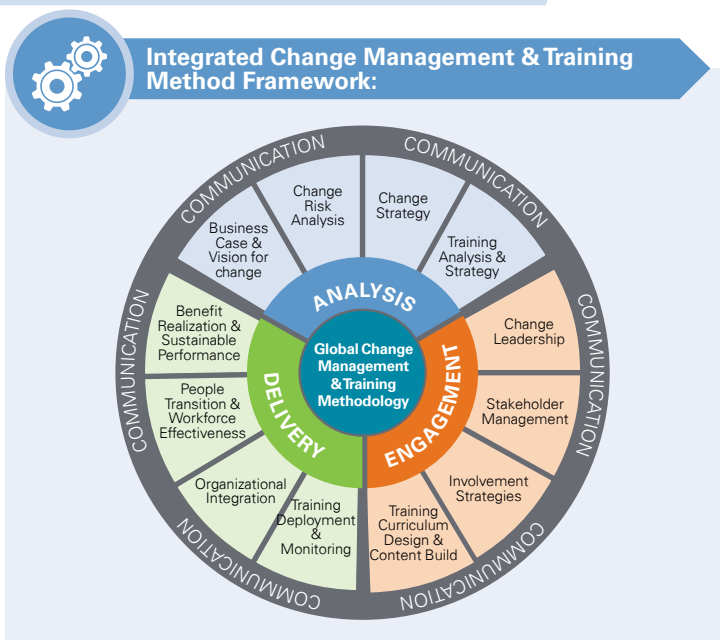 Integrated Change Management & Training
Method Framework:
COMMUNICATION
COMMUNICATION
COMMUNICATION
COMMUNICATION
COMMUNICATION
COMMUNICATION
Business
Case &
Vision for
change
Change
Risk
Analysis
Change
Strategy
Training
Analysis &
Strategy
Change
Leadership
Stakeholder
Management
Involvement
Strategies
Training
Curriculum
Design &
Content Build
Training
Deployment
&
Monitoring
Organizational
Integration
People
Transition &
Workforce
Effectiveness
Benefit
Realization &
Sustainable
Performance
ANALYSIS
ENGAGEMENT
DELIVERY
Global Change
Management
& Training
Methodology